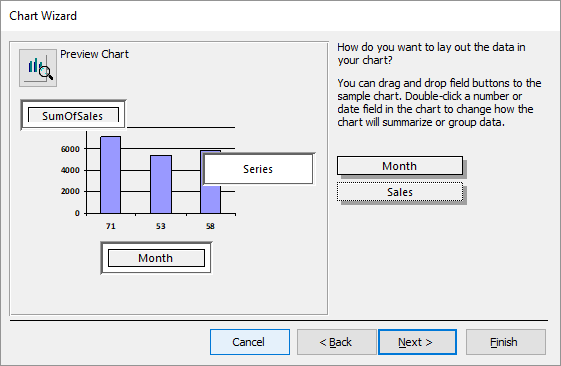 Chart Wizard
Preview Chart
SumOfSales
6000
4000
2000
0
71 53 58
Series
Month
How do you want to lay out the data in
your chart?
You can drag and drop field buttons to the
sample chart. Double-click a number or
date field in the chart to change how the
chart will summarize or group data.
Month
Sales
Cancel
< Back
Next >
Finish